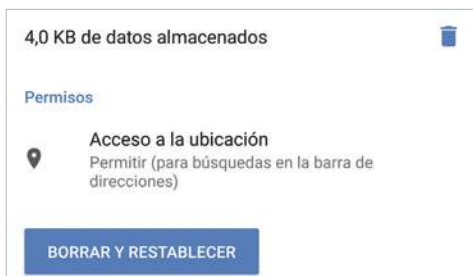 4,0 KB de datos almacenados
Permisos
Acceso a la ubicación
Permitir (para búsquedas en la barra de
direcciones)
BORRAR Y RESTABLECER